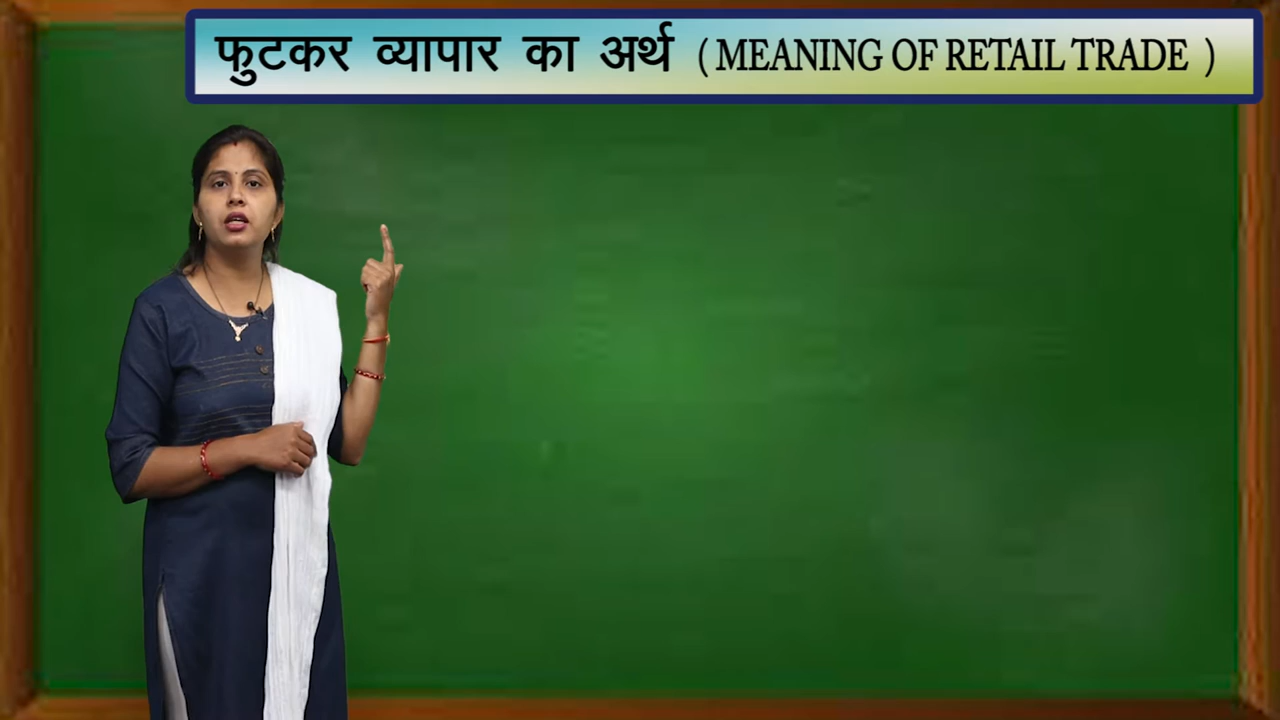 फुटकर व्यापार का अर्थ ( MEANING OF RETAIL TRADE )